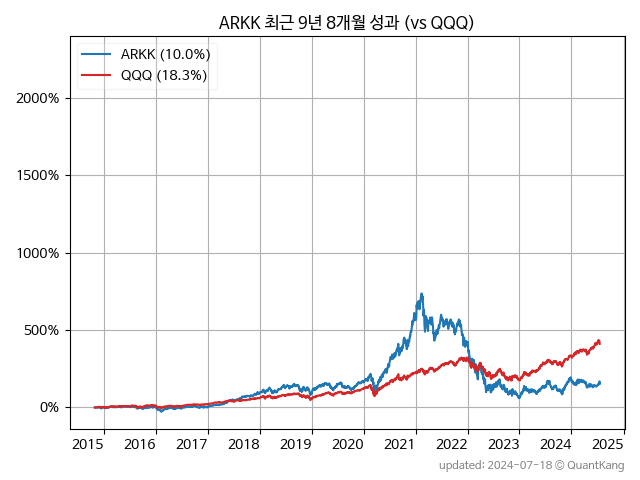 ARKK 최근 9년 8개월 성과 (vs QQQ)
ARKK (10.0%)
QQQ (18.3%)
2000%
1500%
1000%
500%
0%
2015 2016 2017 2018 2019 2020 2021 2022 2023 2024 2025
updated: 2024-07-18 © QuantKang